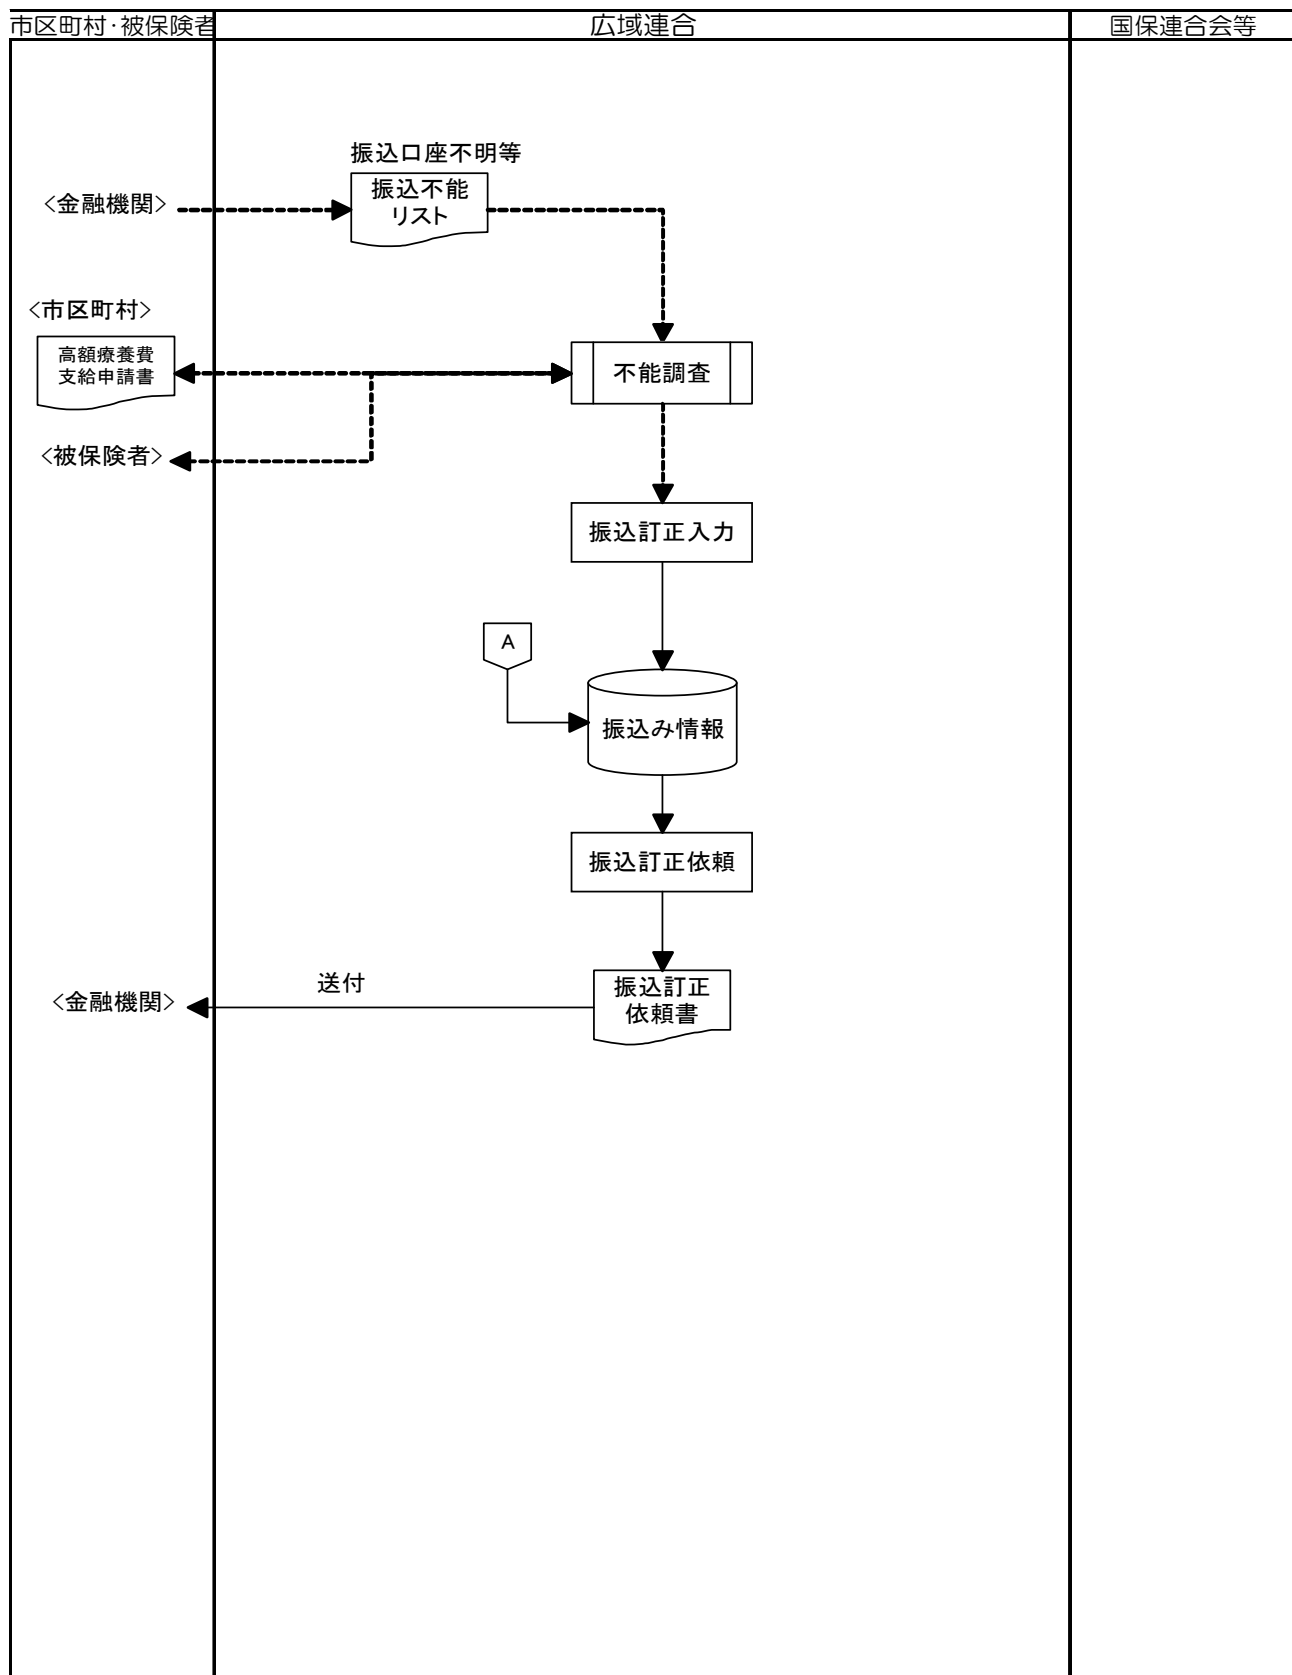 市区町村・被保険者
広域連合
国保連合会等
振込口座不明等
<金融機関>
振込不能
リスト
<市区町村>
高額療養費
支給申請書
不能調査
<被保険者>
振込訂正入力
A
振込み情報
振込訂正依頼
送付
<金融機関>
振込訂正
依頼書